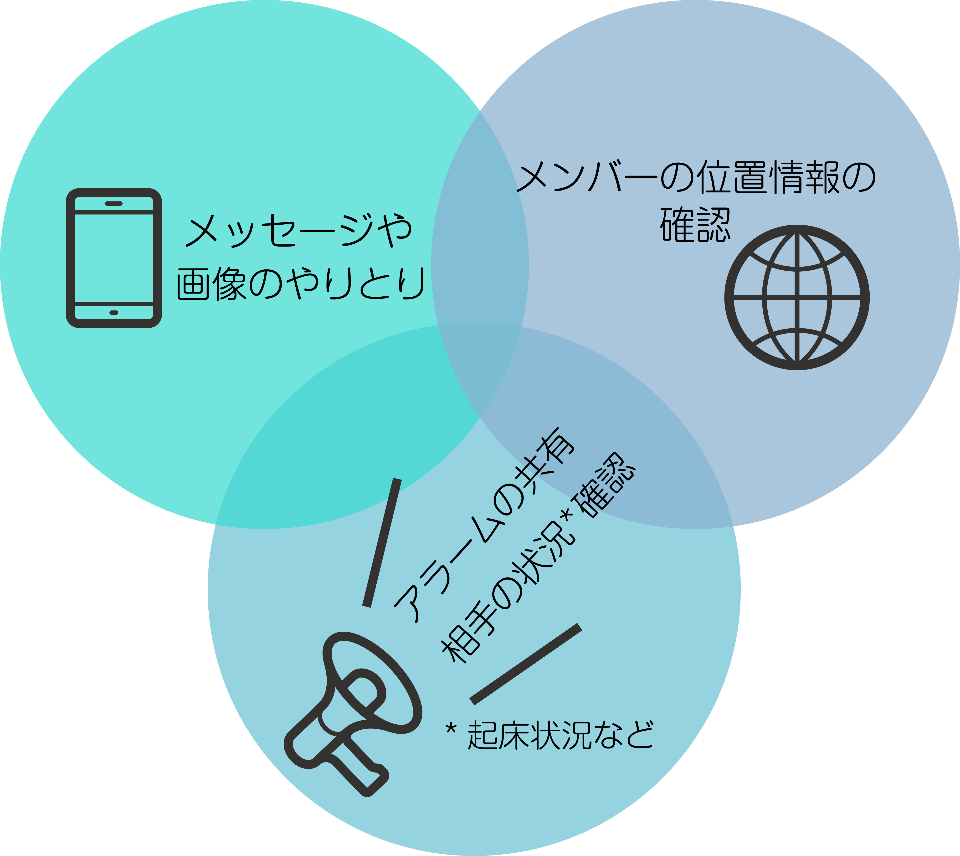 メッセージや
画像のやりとり
メンバーの位置情報の
確認
アラームの共有
相手の状況*確認
* 起床状況など